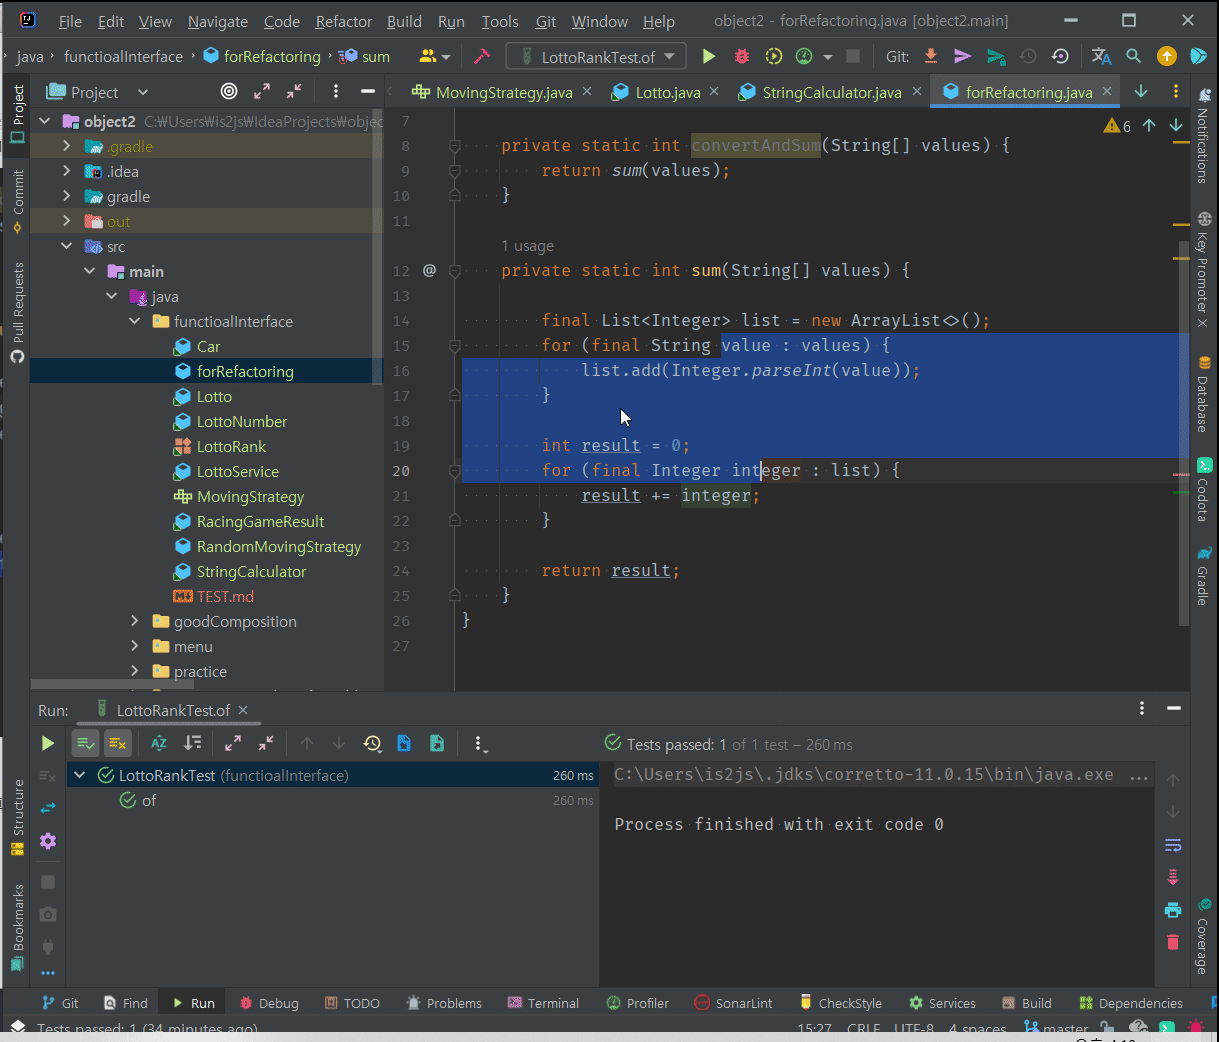 File Edit View Navigate Code Refactor Build Run Tools Git Window Help object2 - forRefactoring.java [object2.main]
java functioalInterface forRefactoring sum LottoRankTest.of Git:
Project MovingStrategy.java Lotto.java StringCalculator.java forRefactoring.java
Project
Commit
Pull Requests
Structure
Bookmarks
object2 C:₩Users₩is2js₩IdeaProjects₩objec
.gradle
.idea
gradle
out
src
main
java
functioalInterface
Car
forRefactoring
Lotto
LottoNumber
LottoRank
LottoService
MovingStrategy
RacingGameResult
RandomMovingStrategy
StringCalculator
TEST.md
goodComposition
menu
practice
6
7
8 private static int convertAndSum(String[] values) {
9 return sum(values);
10 }
11
1 usage
12 @ private static int sum(String[] values) {
13
14 final List<Integer> list = new ArrayList<>();
15 for (final String value : values) {
16 list.add(Integer.parseInt(value));
17 }
18
19 int result = 0;
20 for (final Integer integer : list) {
21 result += integer;
22 }
23
24 return result;
25 }
26 }
27
Notifications
Key Promoter X
Database
Codota
Gradle
Coverage
Run: LottoRankTest.of
Tests passed: 1 of 1 test – 260 ms
LottoRankTest (functioalInterface) 260 ms
of 260 ms
C:\Users\is2js\.jdks\corretto-11.0.15\bin\java.exe ...
Process finished with exit code 0
Git Find Run Debug TODO Problems Terminal Profiler SonarLint CheckStyle Services Build Dependencies
Tests passed: 1 (34 minutes ago) 15:27 CRLF UTF-8 4 spaces master